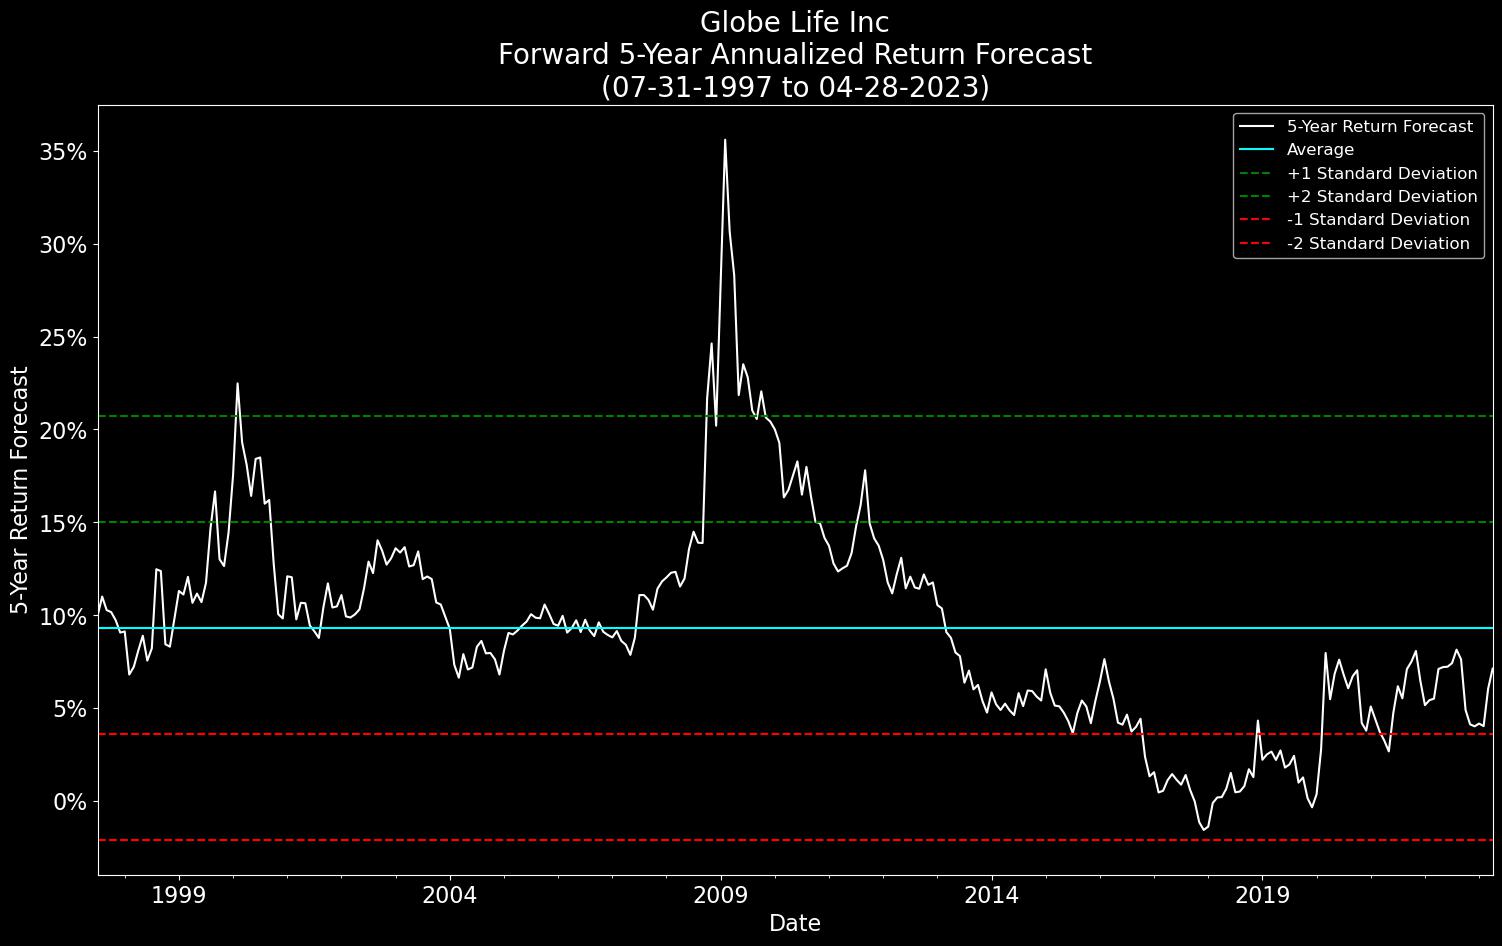 Globe Life Inc
Forward 5-Year Annualized Return Forecast
(07-31-1997 to 04-28-2023)
5-Year Return Forecast
Average
+1 Standard Deviation
+2 Standard Deviation
-1 Standard Deviation
-2 Standard Deviation
35%
30%
25%
20%
15%
10%
5%
0%
5-Year Return Forecast
1999 2004 2009 2014 2019
Date